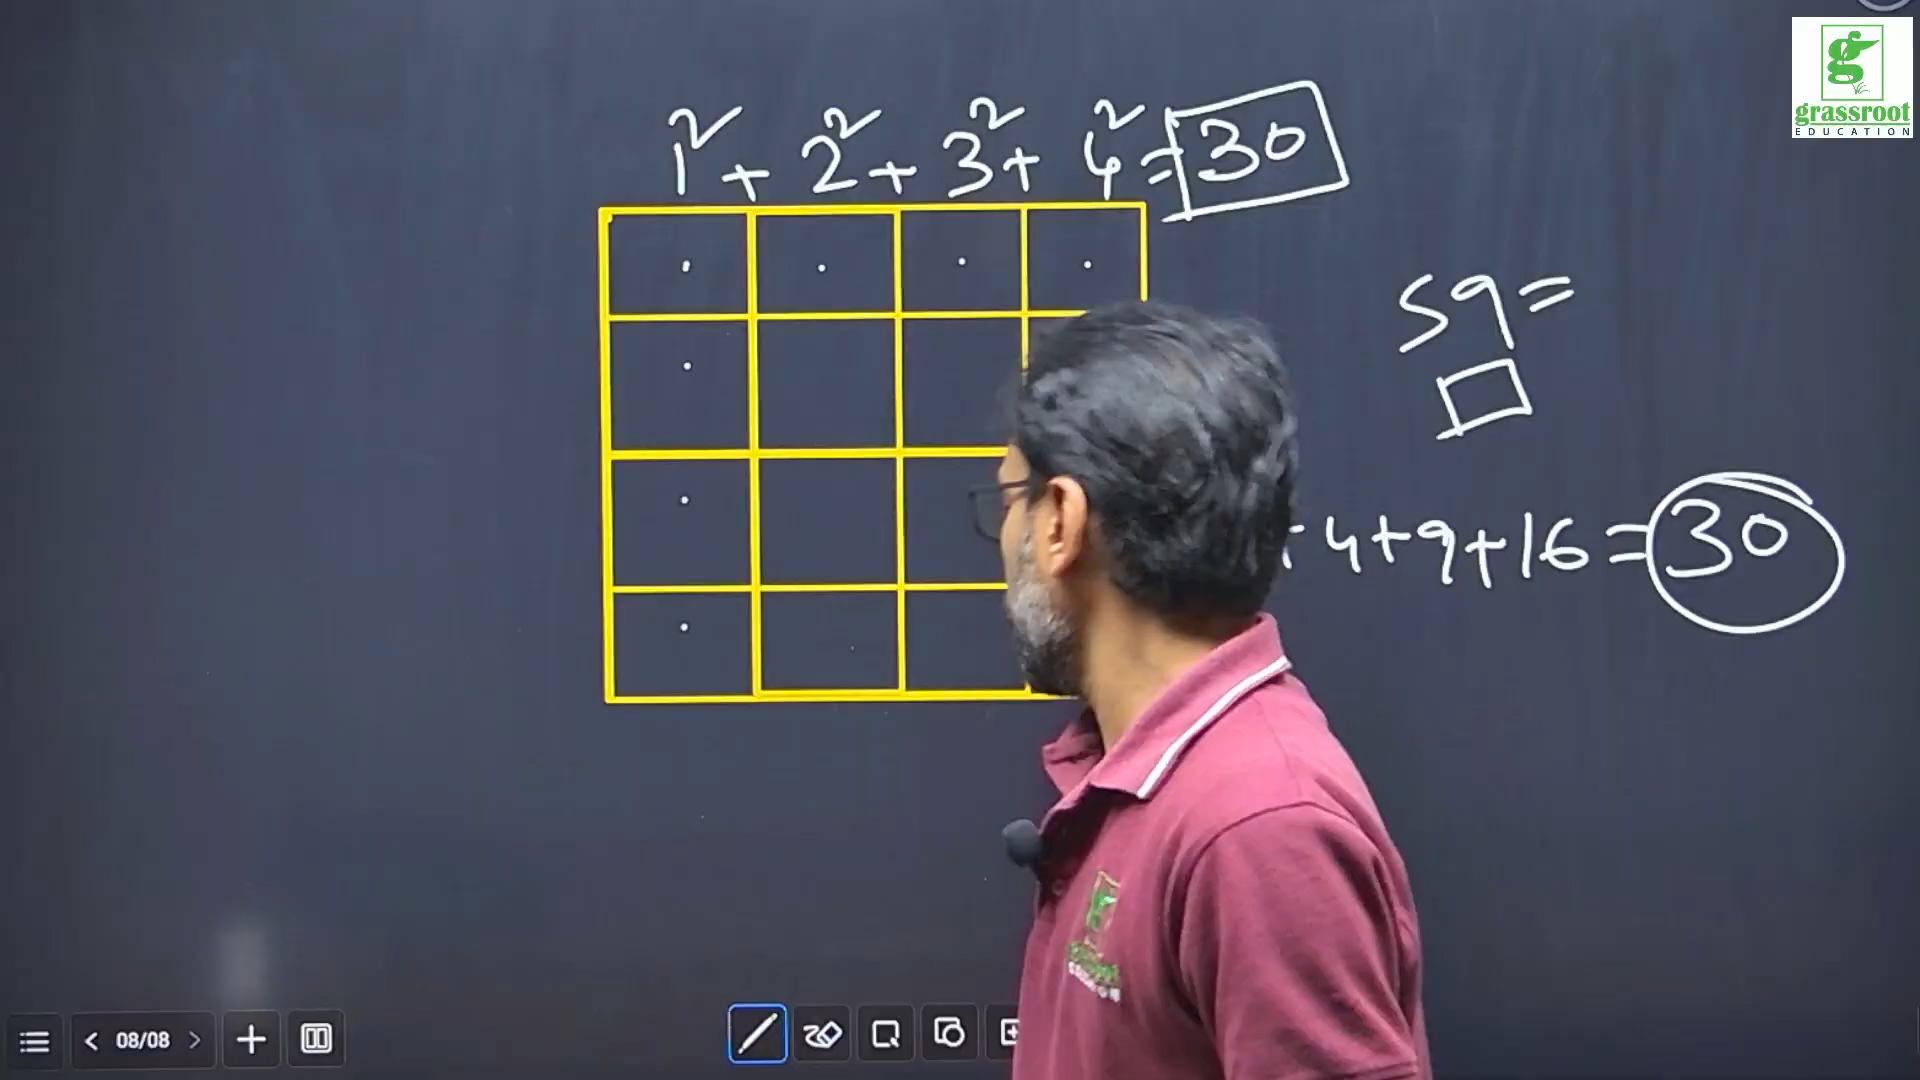 grassroot
EDUCATION
1² + 2² + 3² + 4² = 30
Sq =
+ 4 + 9 + 16 = 30
08/08